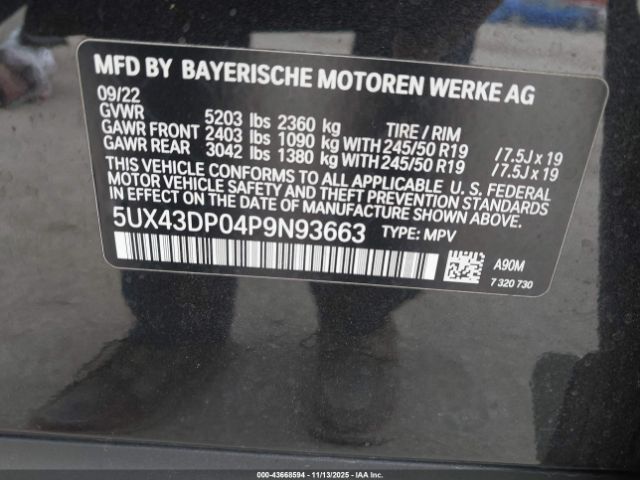 MFD BY BAYERISCHE MOTOREN WERKE AG
09/22
GVWR 5203 lbs 2360 kg TIRE / RIM
GAWR FRONT 2403 lbs 1090 kg WITH 245/50 R19 / 7.5J x 19
GAWR REAR 3042 lbs 1380 kg WITH 245/50 R19 / 7.5J x 19
THIS VEHICLE CONFORMS TO ALL APPLICABLE U. S. FEDERAL
MOTOR VEHICLE SAFETY AND THEFT PREVENTION STANDARDS
IN EFFECT ON THE DATE OF MANUFACTURE SHOWN ABOVE.
5UX43DP04P9N93663 TYPE: MPV
A90M
7 320 730
000-43668594 - 11/13/2025 - IAA Inc.